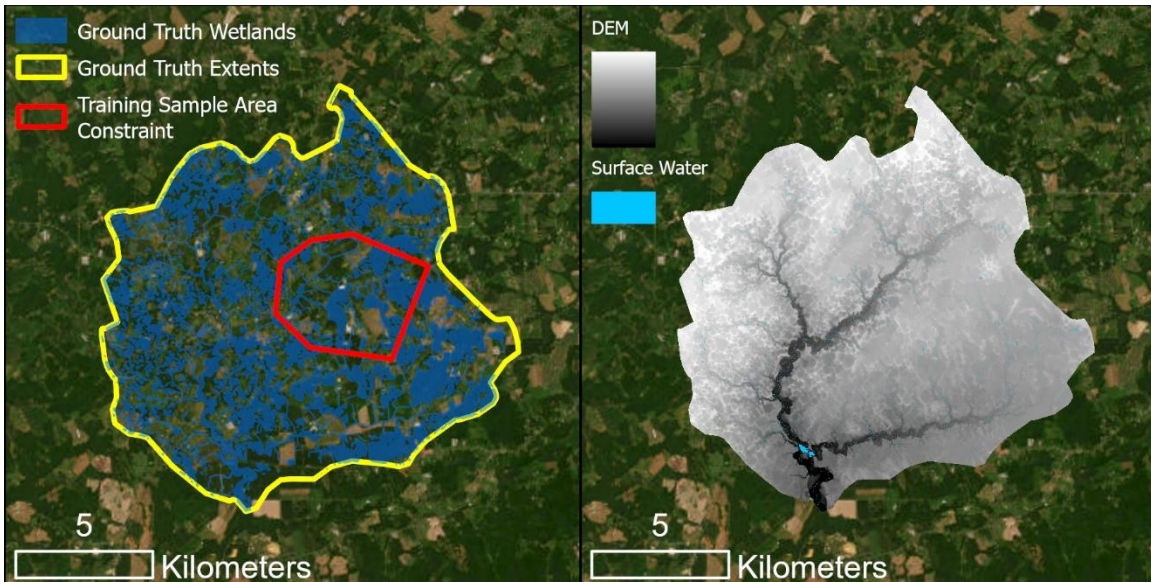 Ground Truth Wetlands
Ground Truth Extents
Training Sample Area
Constraint
5
Kilometers
DEM
Surface Water
5
Kilometers